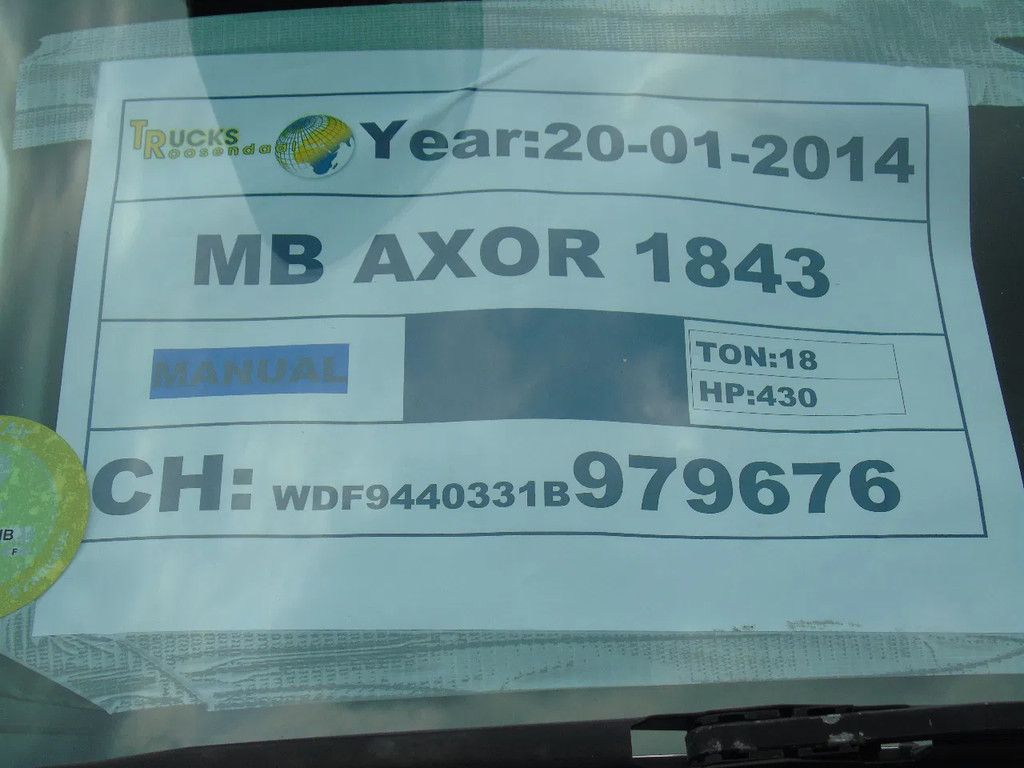 TRUCKS
Roosendaal
Year:20-01-2014
MB AXOR 1843
MANUAL
TON:18
HP:430
CH: WDF9440331B979676
F